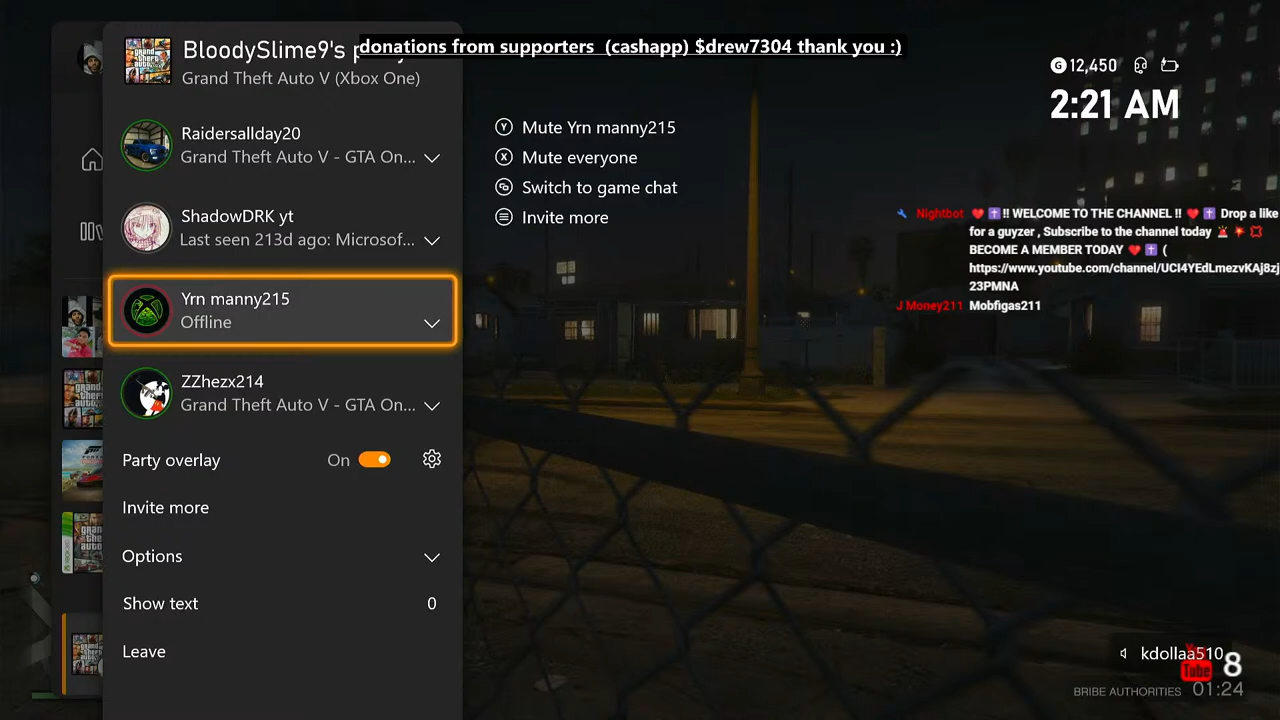 BloodySlime9's p
donations from supporters (cashapp) $drew7304 thank you :)
Grand Theft Auto V (Xbox One)
G 12,450
2:21 AM
Raidersallday20
Grand Theft Auto V - GTA On...
ShadowDRK yt
Last seen 213d ago: Microsof...
Yrn manny215
Offline
ZZhezx214
Grand Theft Auto V - GTA On...
Party overlay On
Invite more
Options
Show text 0
Leave
Y Mute Yrn manny215
X Mute everyone
Switch to game chat
Invite more
Nightbot ❤️✝️!! WELCOME TO THE CHANNEL !! ❤️✝️ Drop a like
for a guyzer , Subscribe to the channel today 🚨💥💢
BECOME A MEMBER TODAY ❤️✝️ (
https://www.youtube.com/channel/UCI4YEdLmezvKAj8zj
23PMNA
J Money211 Mobfigas211
kdollaa510
Tube
8
BRIBE AUTHORITIES 01:24